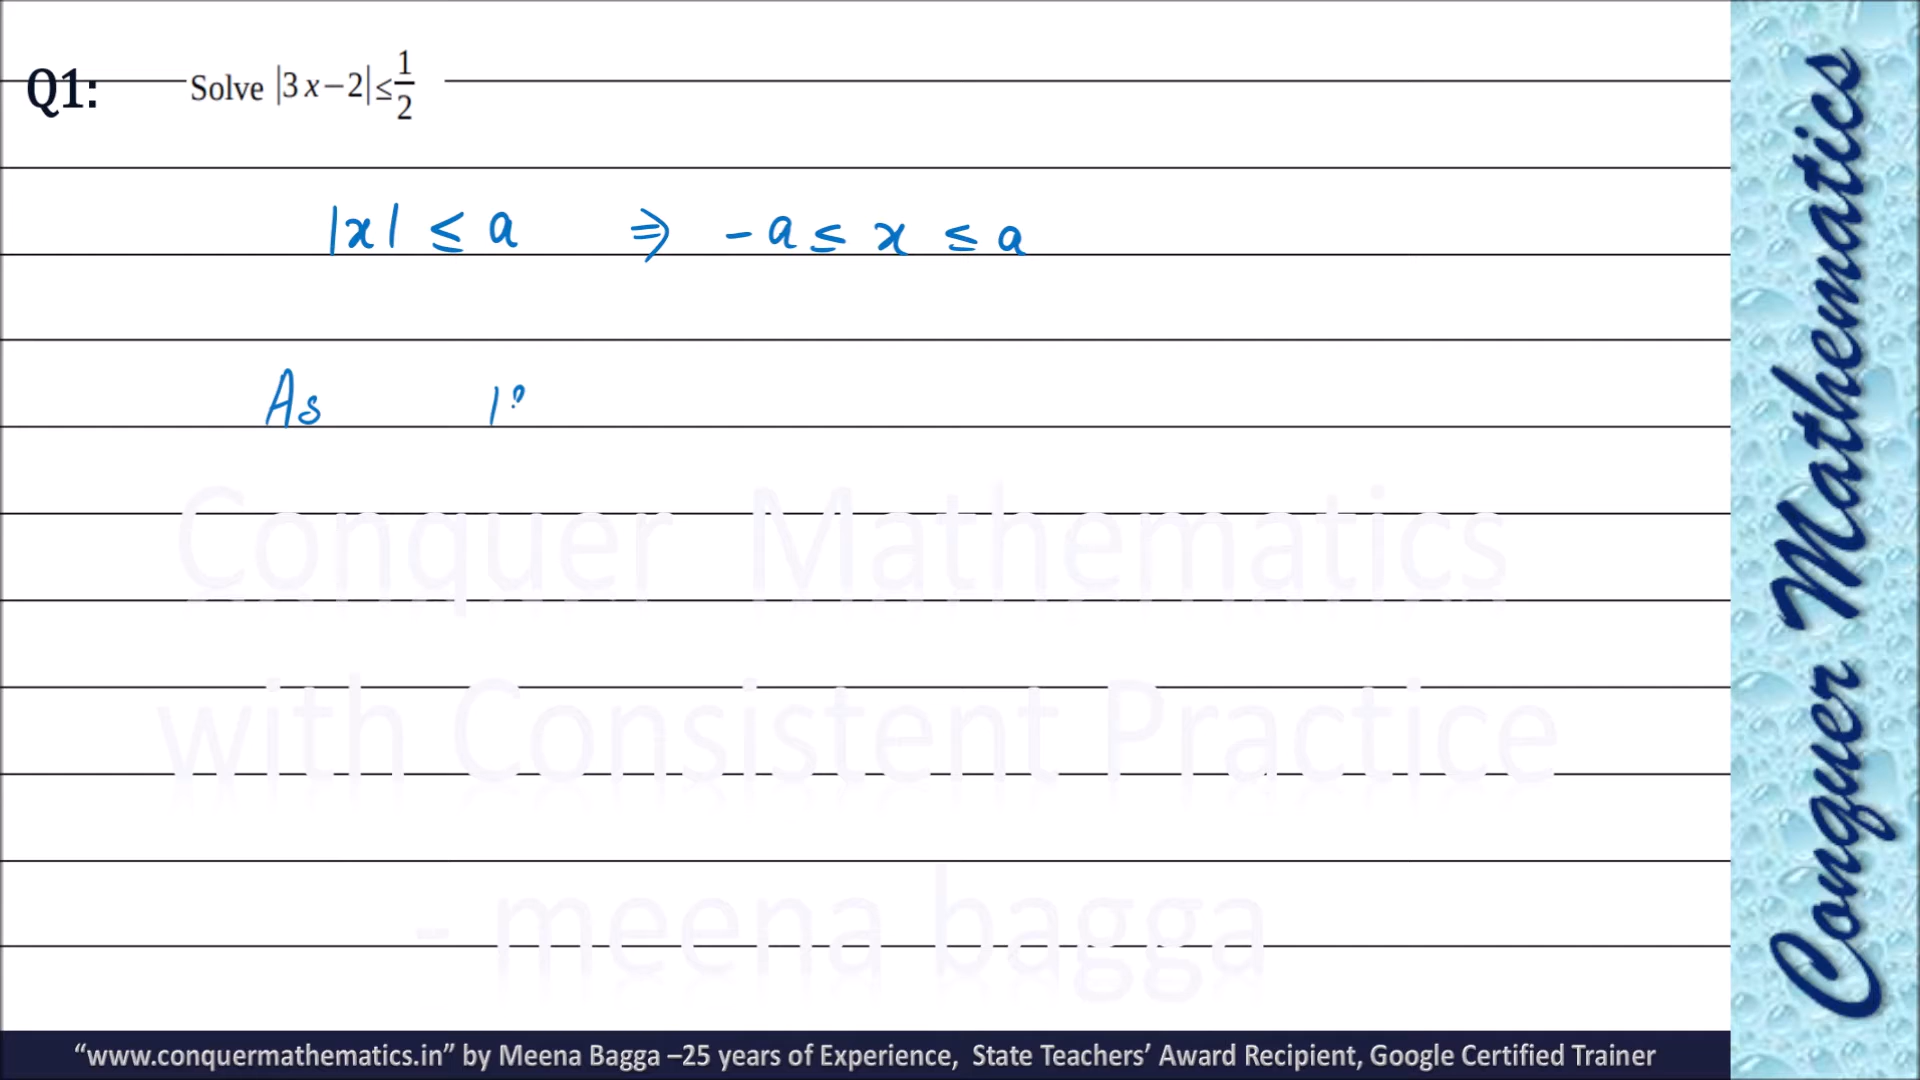 Q1: Solve |3x−2|≤1/2
|x| ≤ a ⇒ -a ≤ x ≤ a
As
Conquer Mathematics
with Consistent Practice
- meena bagga
“www.conquermathematics.in” by Meena Bagga –25 years of Experience, State Teachers’ Award Recipient, Google Certified Trainer
Conquer Mathematics